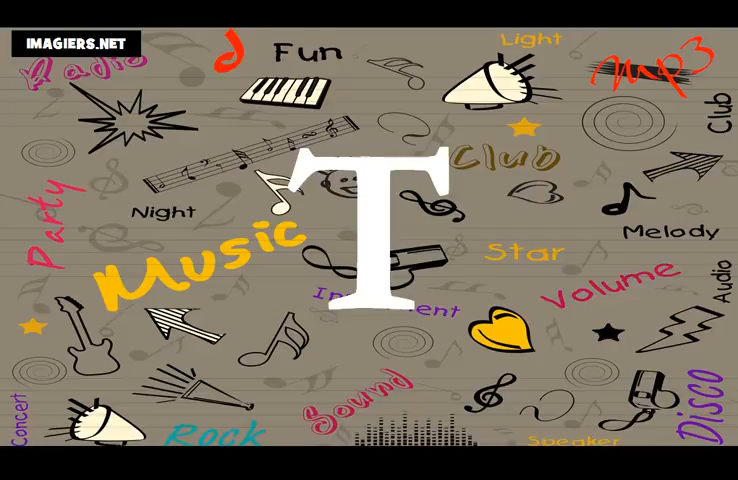 IMAGIERS.NET
Radio
Fun
Light
mp3
Club
Club
Night
Party
Music
T
Star
Melody
Volume
Audio
Sound
Rock
Concert
Speaker
Disco